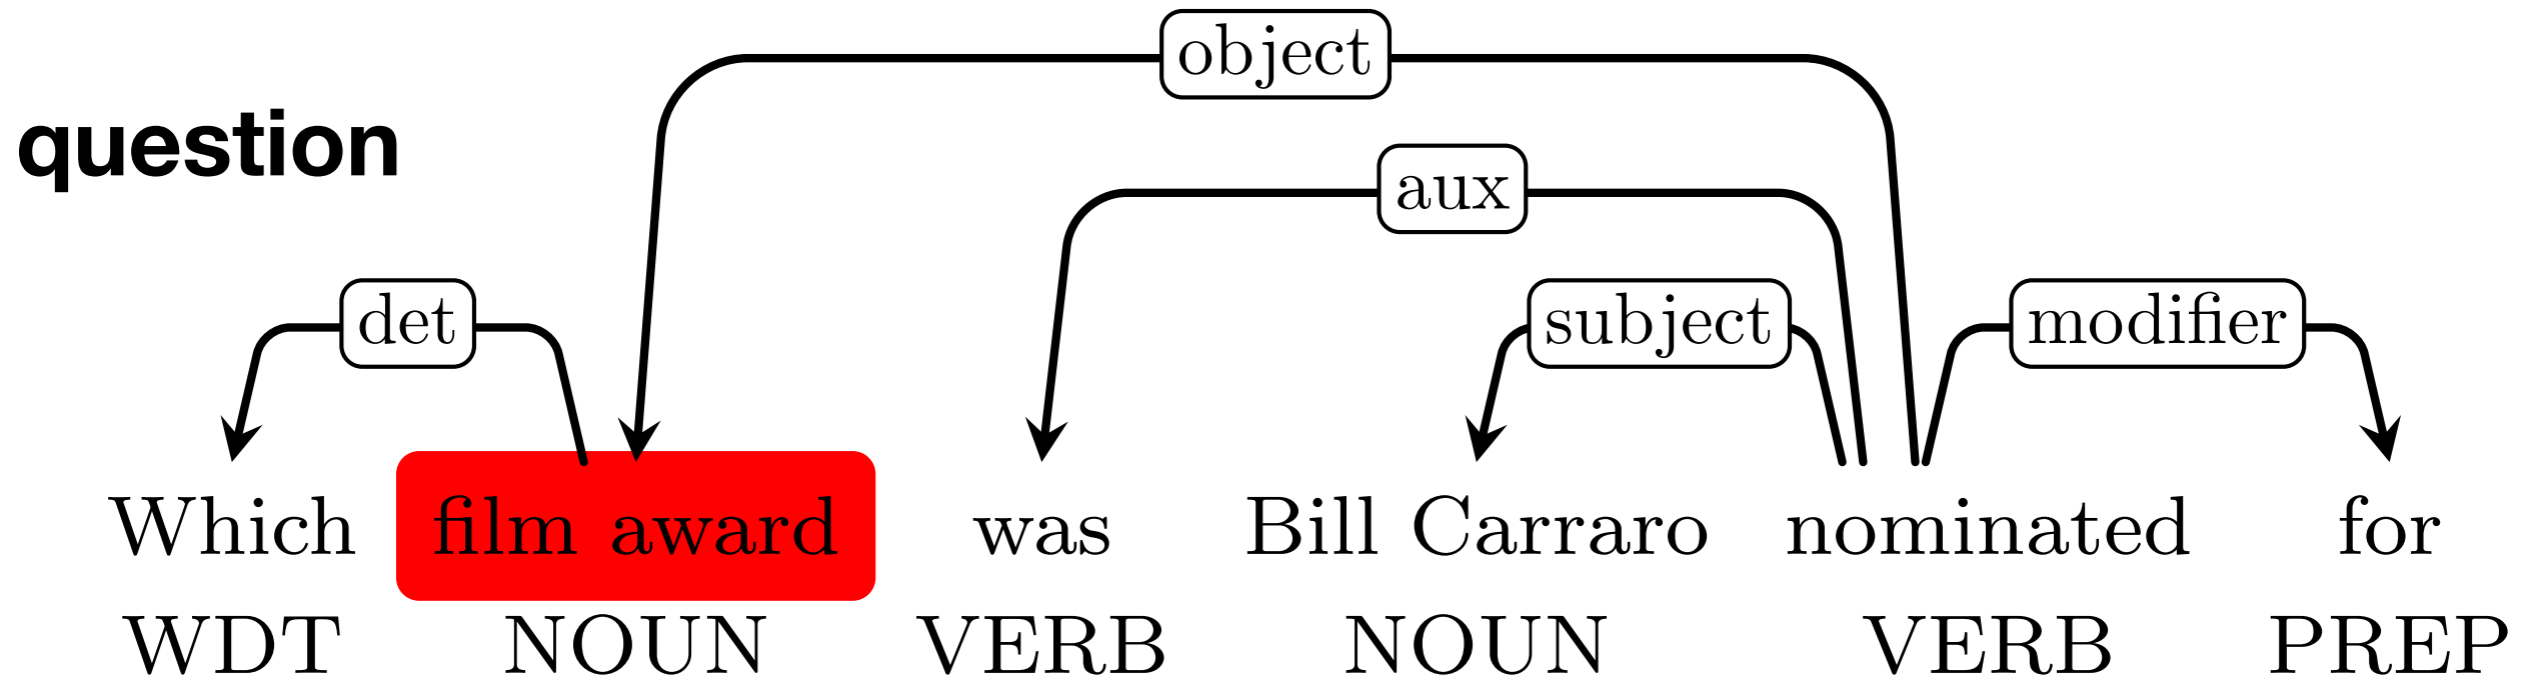 object
question
aux
det subject modifier
Which film award was Bill Carraro nominated for
WDT NOUN VERB NOUN VERB PREP